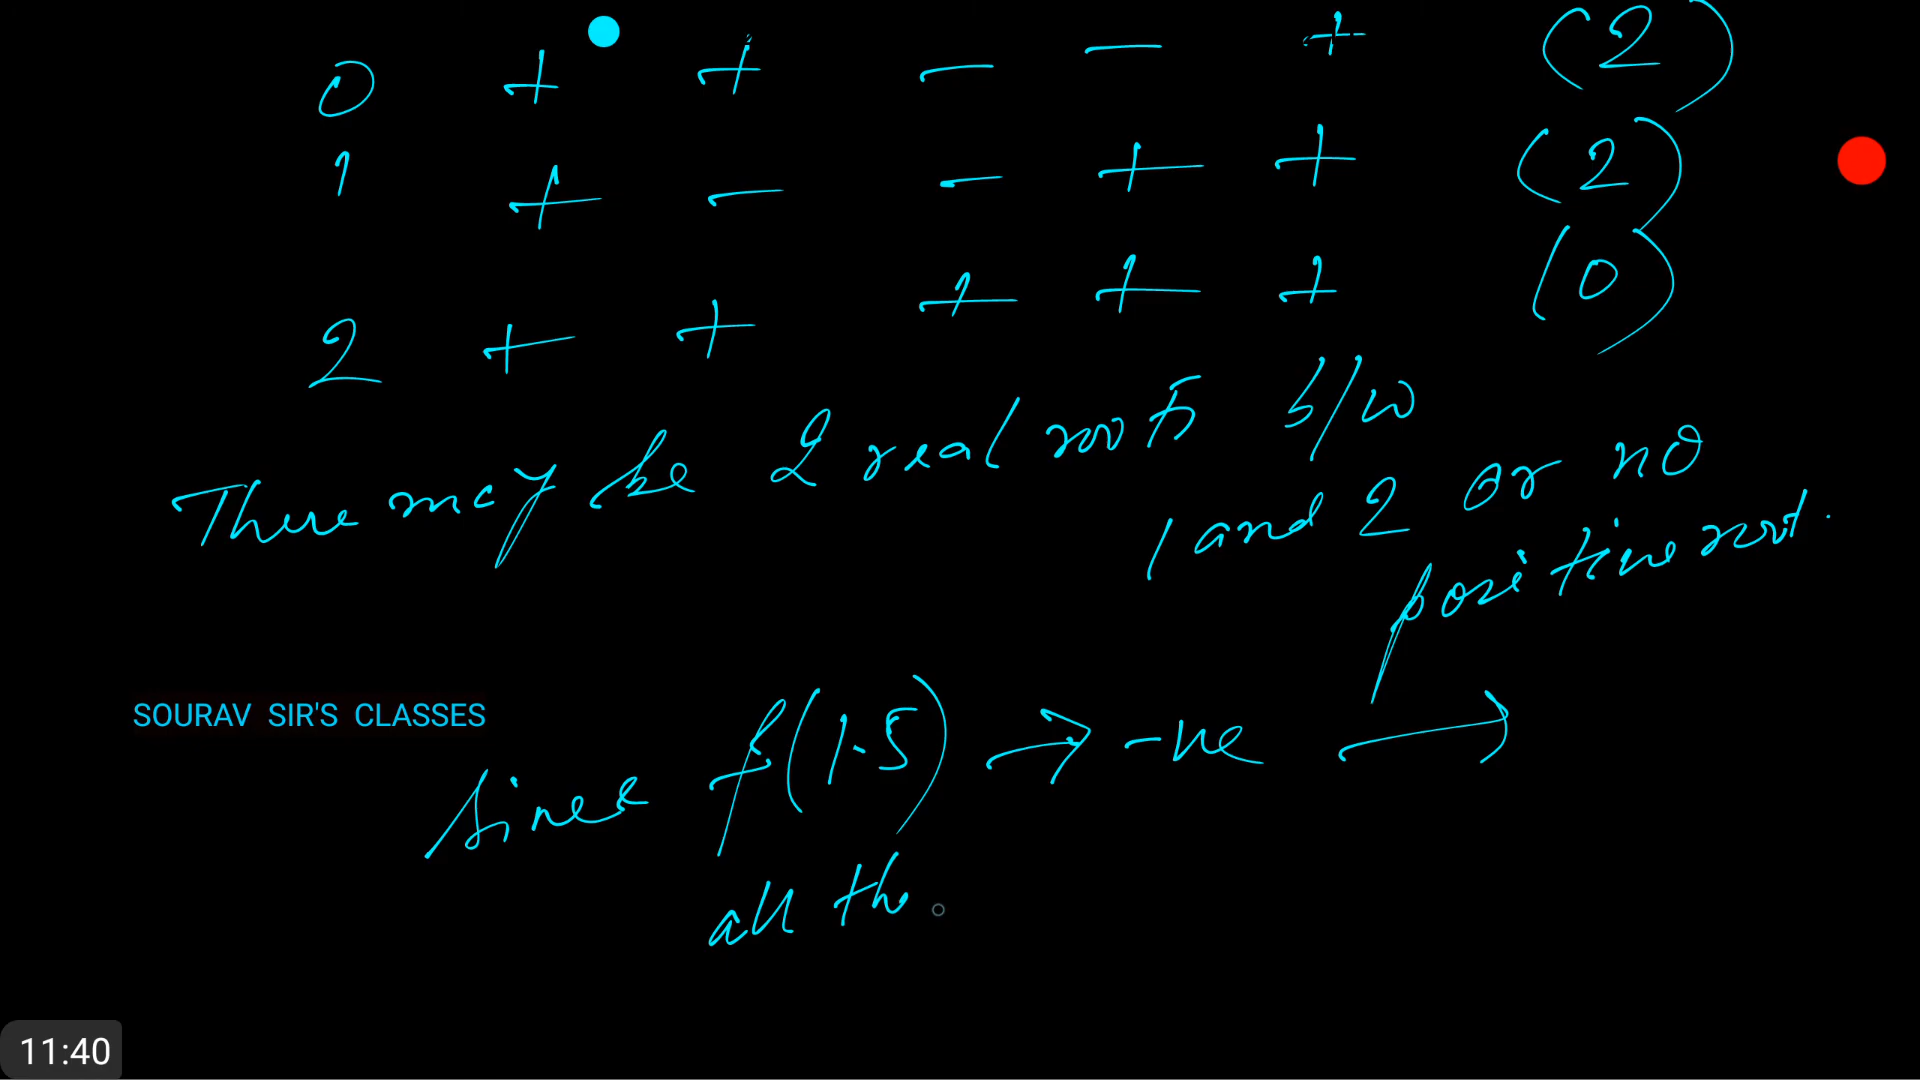 0 + + - - + (2)
1 + - - + + (2)
2 + + + + + (0)
There may be 2 real roots b/w
1 and 2 or no
positive root.
SOURAV SIR'S CLASSES
Since f(1.5) → -ve →
all th
11:40